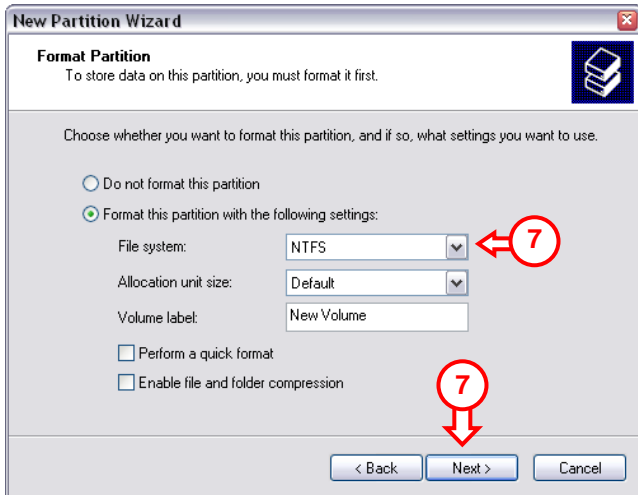 New Partition Wizard
Format Partition
To store data on this partition, you must format it first.
Choose whether you want to format this partition, and if so, what settings you want to use.
Do not format this partition
Format this partition with the following settings:
File system: NTFS 7
Allocation unit size: Default
Volume label: New Volume
Perform a quick format
Enable file and folder compression
7
< Back Next > Cancel